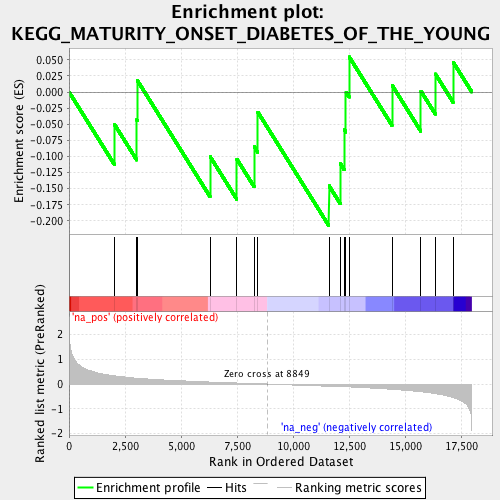 Enrichment plot:
KEGG_MATURITY_ONSET_DIABETES_OF_THE_YOUNG
Enrichment score (ES)
0.050
0.025
0.000
-0.025
-0.050
-0.075
-0.100
-0.125
-0.150
-0.175
-0.200
'na_pos' (positively correlated)
Ranked list metric (PreRanked)
2
1
0
-1
-2
Zero cross at 8849
'na_neg' (negatively correlated)
0
2,500
5,000
7,500
10,000
12,500
15,000
17,500
Rank in Ordered Dataset
Enrichment profile
Hits
Ranking metric scores